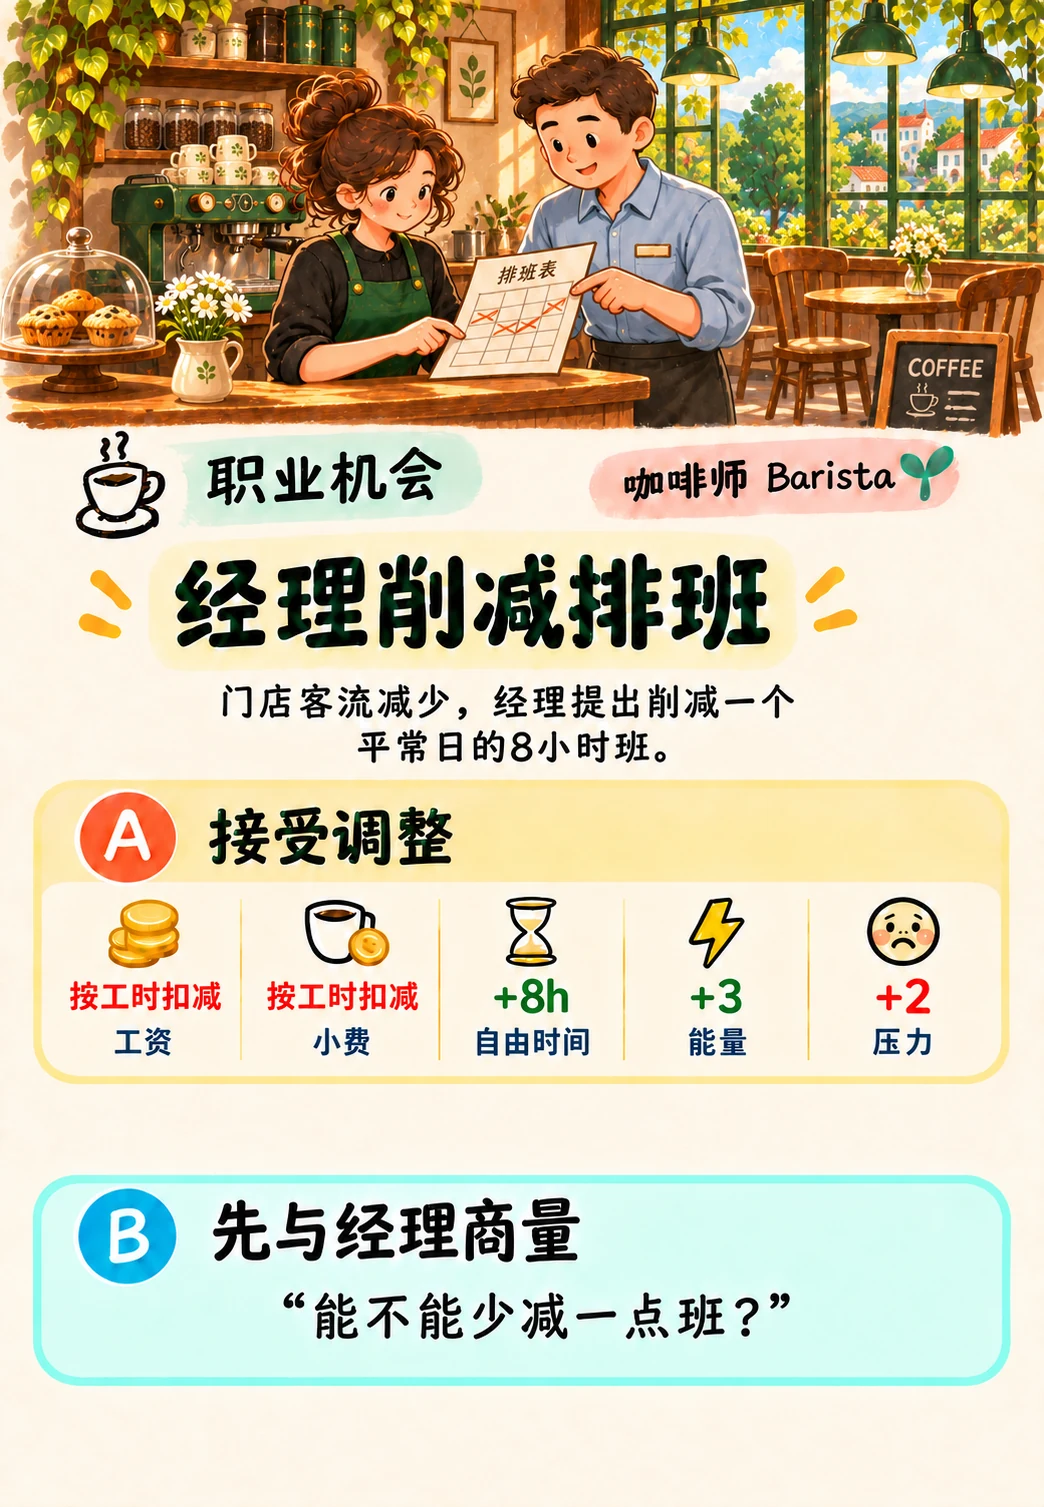 排班表
COFFEE
职业机会
咖啡师 Barista
经理削减排班
门店客流减少，经理提出削减一个
平常日的8小时班。
A 接受调整
按工时扣减 按工时扣减 +8h +3 +2
工资 小费 自由时间 能量 压力
B 先与经理商量
“能不能少减一点班？”